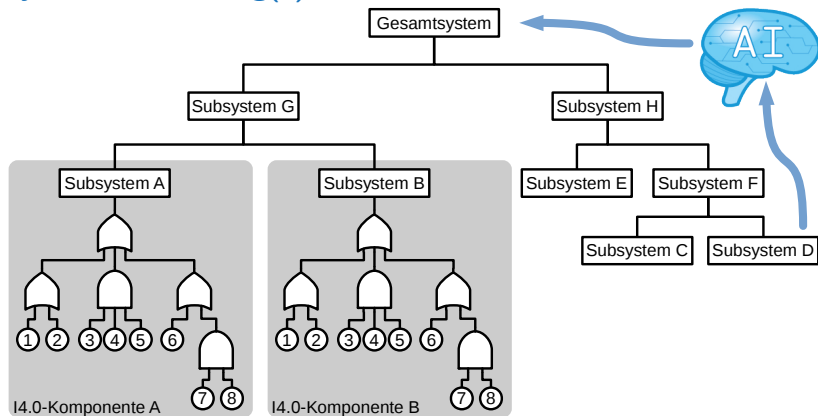 Gesamtsystem
AI
Subsystem G
Subsystem H
Subsystem A
Subsystem B
Subsystem E
Subsystem F
Subsystem C
Subsystem D
1 2 3 4 5 6
1 2 3 4 5 6
7 8
7 8
I4.0-Komponente A
I4.0-Komponente B